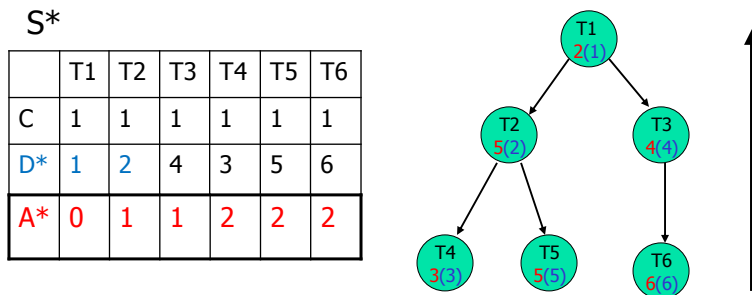 S*
T1 T2 T3 T4 T5 T6
C 1 1 1 1 1 1
D* 1 2 4 3 5 6
A* 0 1 1 2 2 2
T1
2(1)
T2
5(2)
T3
4(4)
T4
3(3)
T5
5(5)
T6
6(6)